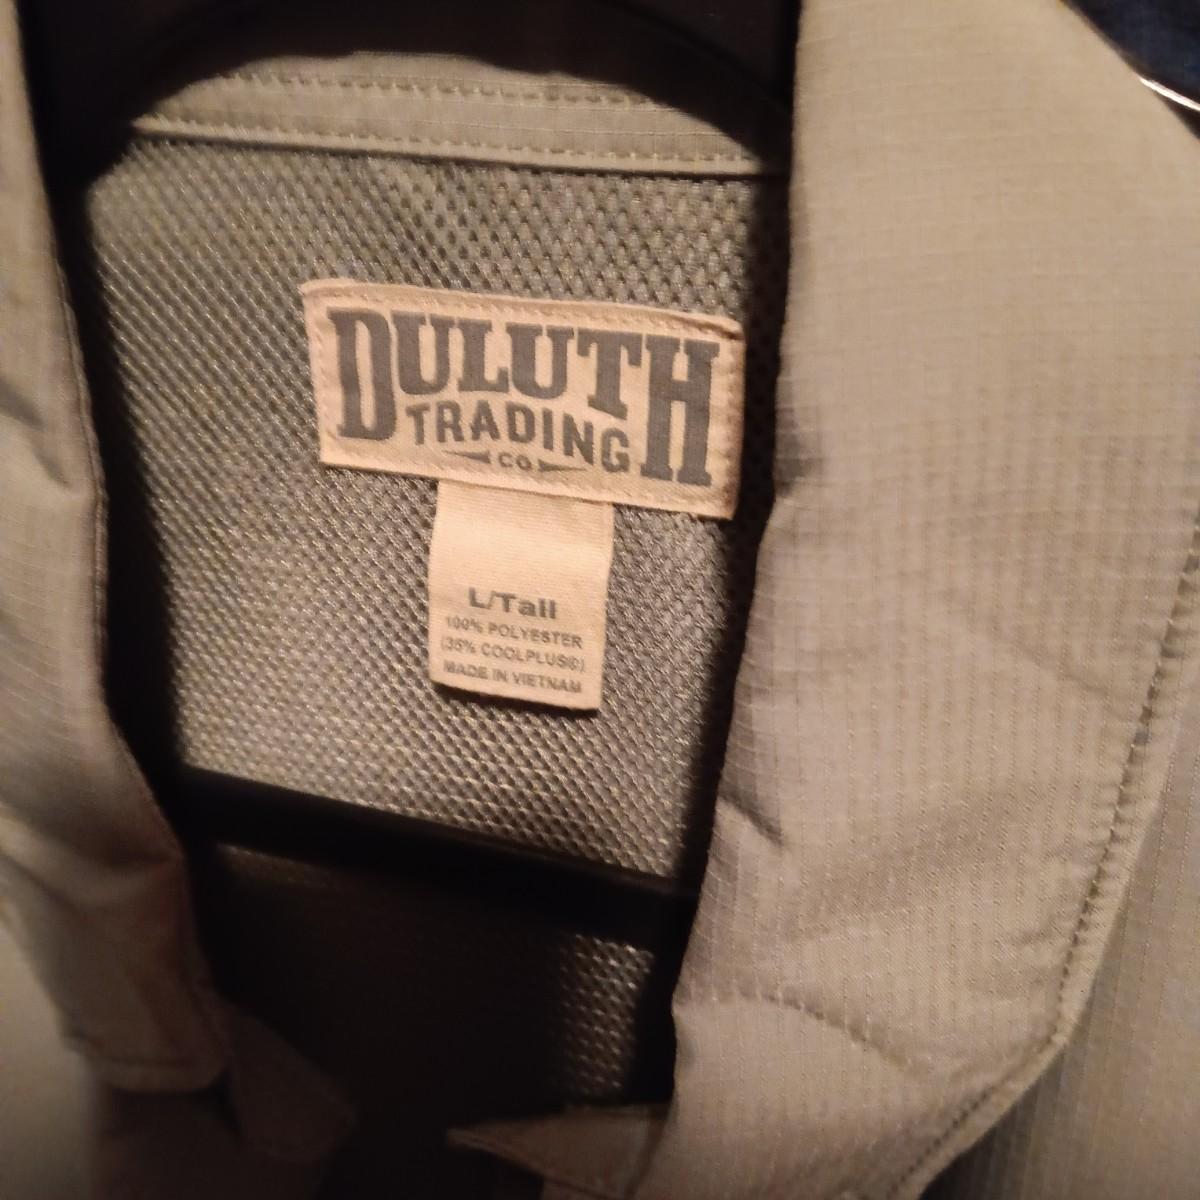 DULUTH
TRADING
CO.
L/Tall
100% POLYESTER
(35% COOLPLUS®)
MADE IN VIETNAM